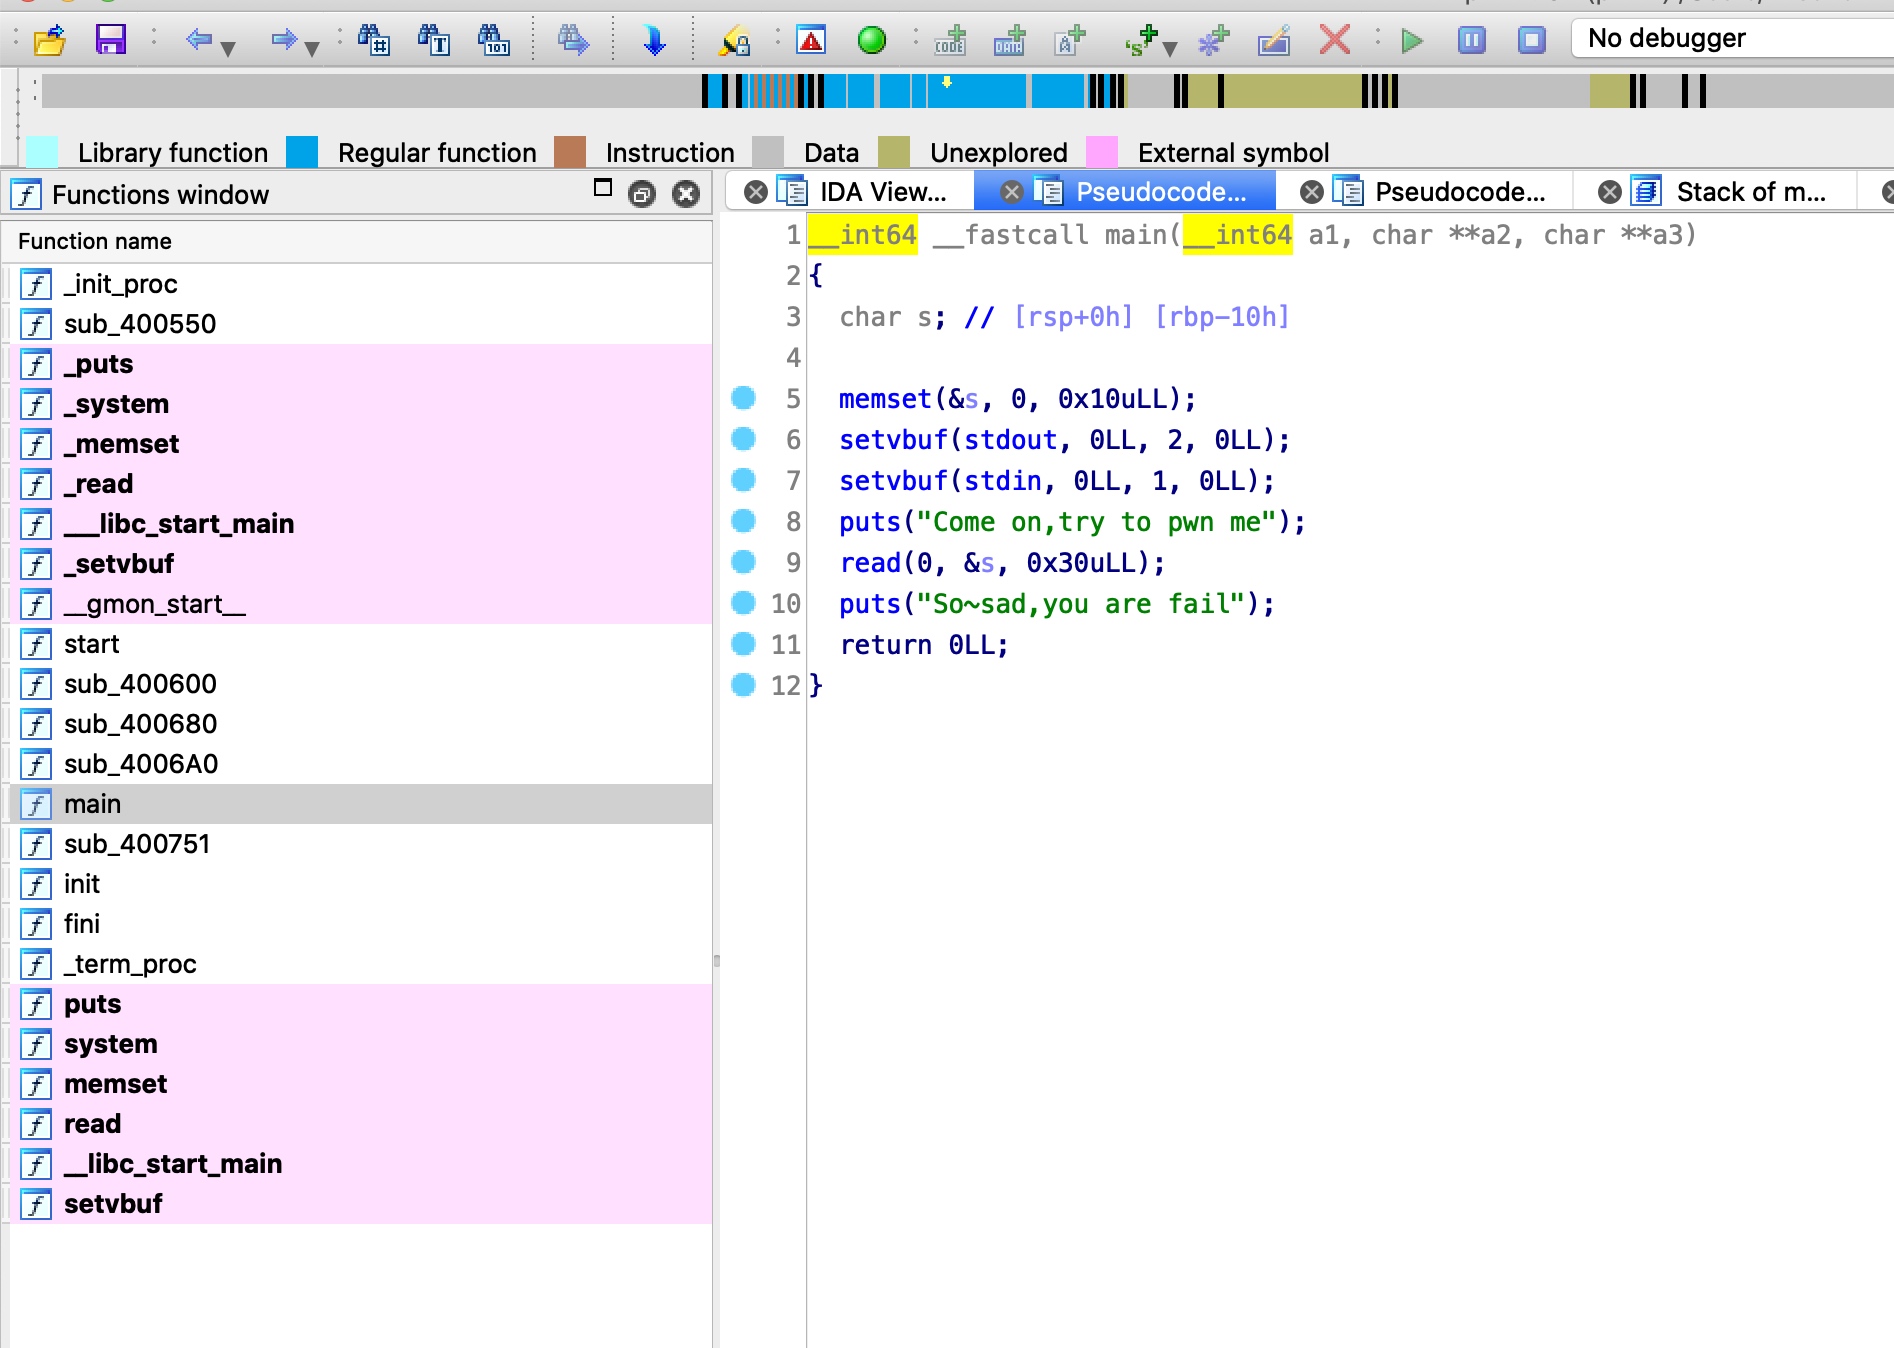 No debugger
Library function Regular function Instruction Data Unexplored External symbol
Functions window
Function name
_init_proc
sub_400550
_puts
_system
_memset
_read
___libc_start_main
_setvbuf
__gmon_start__
start
sub_400600
sub_400680
sub_4006A0
main
sub_400751
init
fini
_term_proc
puts
system
memset
read
__libc_start_main
setvbuf
IDA View... Pseudocode... Pseudocode... Stack of m...
1 __int64 __fastcall main(__int64 a1, char **a2, char **a3)
2 {
3 char s; // [rsp+0h] [rbp-10h]
4
5 memset(&s, 0, 0x10uLL);
6 setvbuf(stdout, 0LL, 2, 0LL);
7 setvbuf(stdin, 0LL, 1, 0LL);
8 puts("Come on,try to pwn me");
9 read(0, &s, 0x30uLL);
10 puts("So~sad,you are fail");
11 return 0LL;
12 }